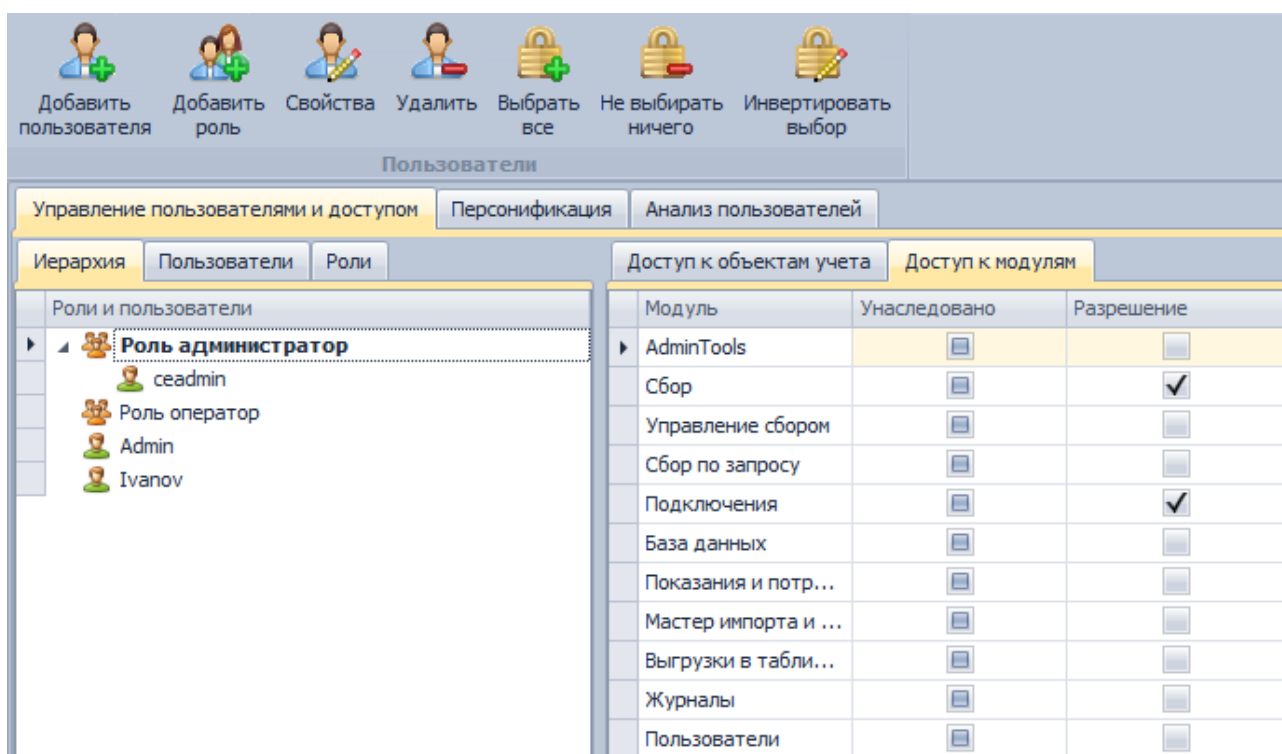 Добавить пользователя
Добавить роль
Свойства
Удалить
Выбрать все
Не выбирать ничего
Инвертировать выбор
Пользователи
Управление пользователями и доступом
Персонификация
Анализ пользователей
Иерархия
Пользователи
Роли
Роли и пользователи
Роль администратор
ceadmin
Роль оператор
Admin
Ivanov
Доступ к объектам учета
Доступ к модулям
Модуль
Унаследовано
Разрешение
AdminTools
Сбор
Управление сбором
Сбор по запросу
Подключения
База данных
Показания и потр...
Мастер импорта и ...
Выгрузки в табли...
Журналы
Пользователи